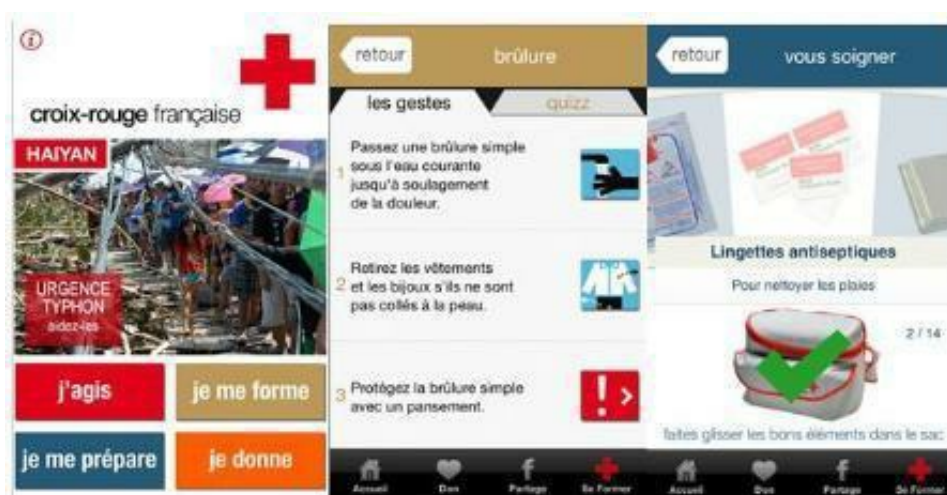 croix-rouge française
HAIYAN
URGENCE
TYPHON
aidez-les
j'agis
je me forme
je me prépare
je donne
retour
brûlure
les gestes
quizz
1
Passez une brûlure simple
sous l'eau courante
jusqu'à soulagement
de la douleur.
2
Retirez les vêtements
et les bijoux s'ils ne sont
pas collés à la peau.
3
Protégez la brûlure simple
avec un pansement.
Accueil
Don
Partage
Se Former
retour
vous soigner
Lingettes antiseptiques
Pour nettoyer les plaies
2 / 14
faites glisser les bons éléments dans le sac
Accueil
Don
Partage
Se Former